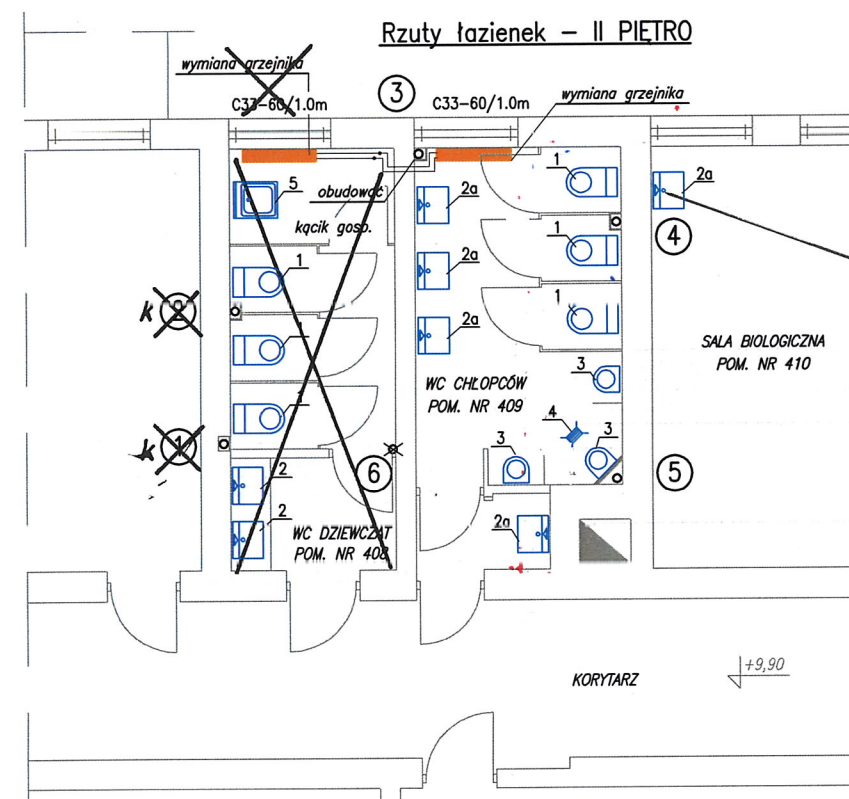 Rzuty łazienek – II PIĘTRO
wymiana grzejnika
C33-60/1.0m
3
C33-60/1.0m
wymiana grzejnika
5
obudować
kącik gosp.
1
1
1
2
2
k 2
k 1
6
WC DZIEWCZĄT
POM. NR 408
2a
2a
2a
1
1
1
WC CHŁOPCÓW
POM. NR 409
3
4
3
3
2a
2a
4
SALA BIOLOGICZNA
POM. NR 410
5
KORYTARZ
+9,90